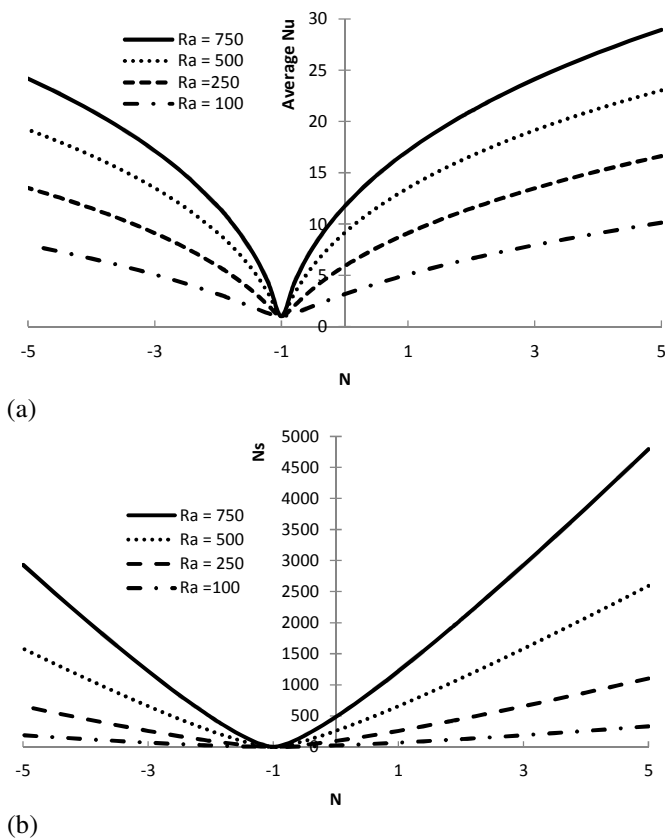 30
25
20
15
10
5
0
Average Nu
Ra = 750
Ra = 500
Ra =250
Ra = 100
-5 -3 -1 1 3 5
N
(a)
5000
4500
4000
3500
3000
2500
2000
1500
1000
500
0
Ns
Ra = 750
Ra = 500
Ra = 250
Ra =100
-5 -3 -1 1 3 5
N
(b)